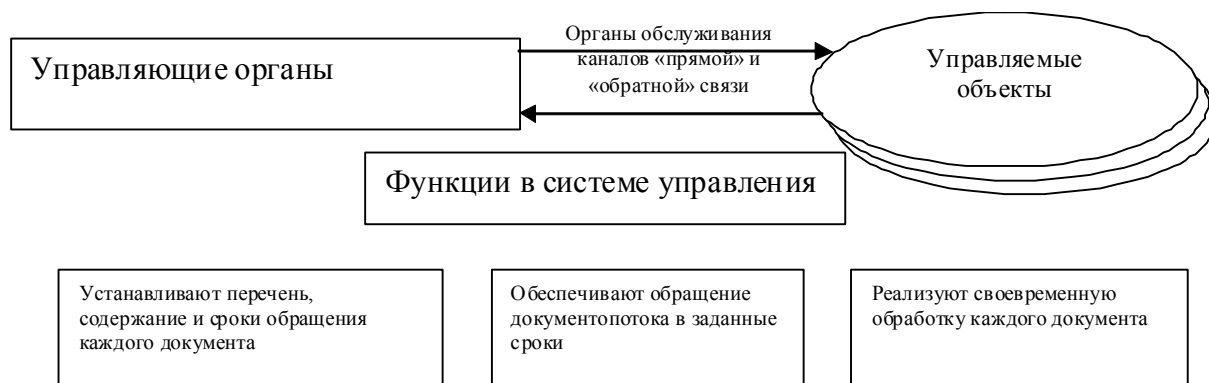 Управляющие органы
Органы обслуживания
каналов «прямой» и
«обратной» связи
Управляемые
объекты
Функции в системе управления
Устанавливают перечень,
содержание и сроки обращения
каждого документа
Обеспечивают обращение
документопотока в заданные
сроки
Реализуют своевременную
обработку каждого документа